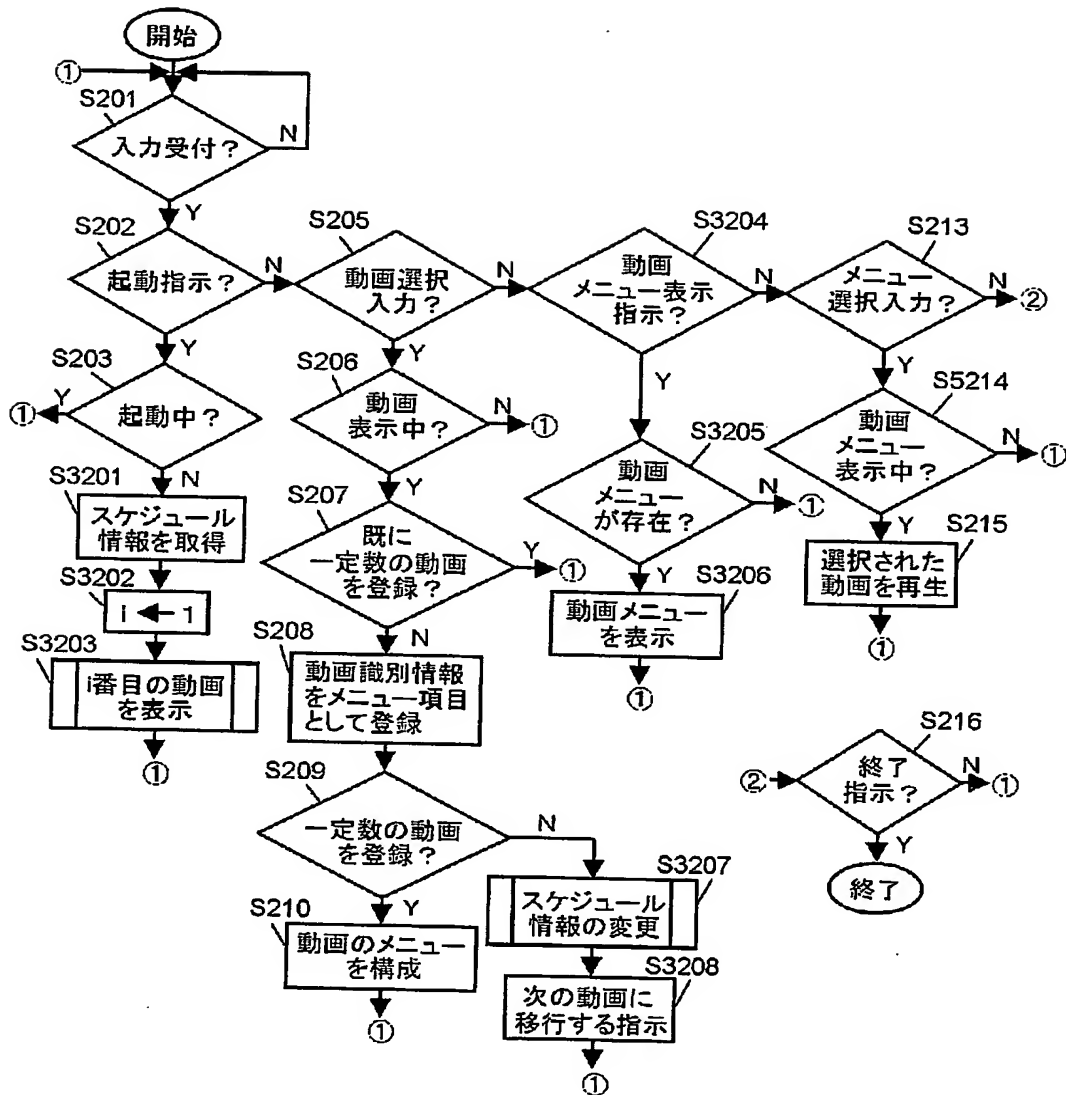 開始
①
S201
入力受付?
N
Y
S202
起動指示?
N
Y
S203
Y
①
起動中?
N
S3201
スケジュール
情報を取得
S3202
i ← 1
S3203
i番目の動画
を表示
①
S205
動画選択
入力?
N
Y
S206
動画
表示中?
N
①
Y
S207
既に
一定数の動画
を登録?
Y
①
N
S208
動画識別情報
をメニュー項目
として登録
S209
一定数の動画
を登録?
N
Y
S210
動画のメニュー
を構成
①
S3207
スケジュール
情報の変更
S3208
次の動画に
移行する指示
①
S3204
動画
メニュー表示
指示?
N
Y
S3205
動画
メニュー
が存在?
N
①
Y
S3206
動画メニュー
を表示
①
S213
メニュー
選択入力?
N
②
Y
S5214
動画
メニュー
表示中?
N
①
Y
S215
選択された
動画を再生
①
S216
②
終了
指示?
N
①
Y
終了